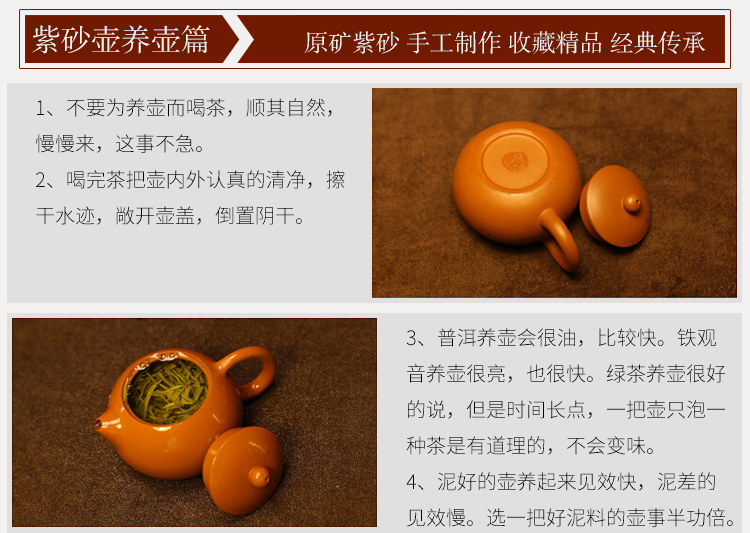 紫砂壶养壶篇
原矿紫砂 手工制作 收藏精品 经典传承
1、不要为养壶而喝茶，顺其自然，
慢慢来，这事不急。
2、喝完茶把壶内外认真的清净，擦
干水迹，敞开壶盖，倒置阴干。
3、普洱养壶会很油，比较快。铁观
音养壶很亮，也很快。绿茶养壶很好
的说，但是时间长点，一把壶只泡一
种茶是有道理的，不会变味。
4、泥好的壶养起来见效快，泥差的
见效慢。选一把好泥料的壶事半功倍。